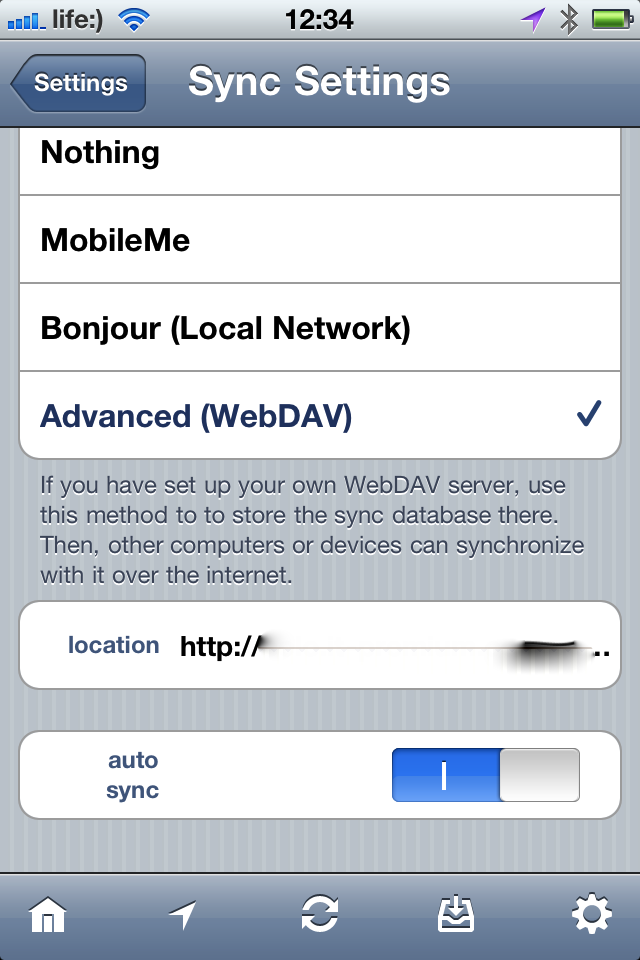 life:) 12:34
Settings Sync Settings
Nothing
MobileMe
Bonjour (Local Network)
Advanced (WebDAV)
If you have set up your own WebDAV server, use
this method to to store the sync database there.
Then, other computers or devices can synchronize
with it over the internet.
location http:// ..
auto
sync